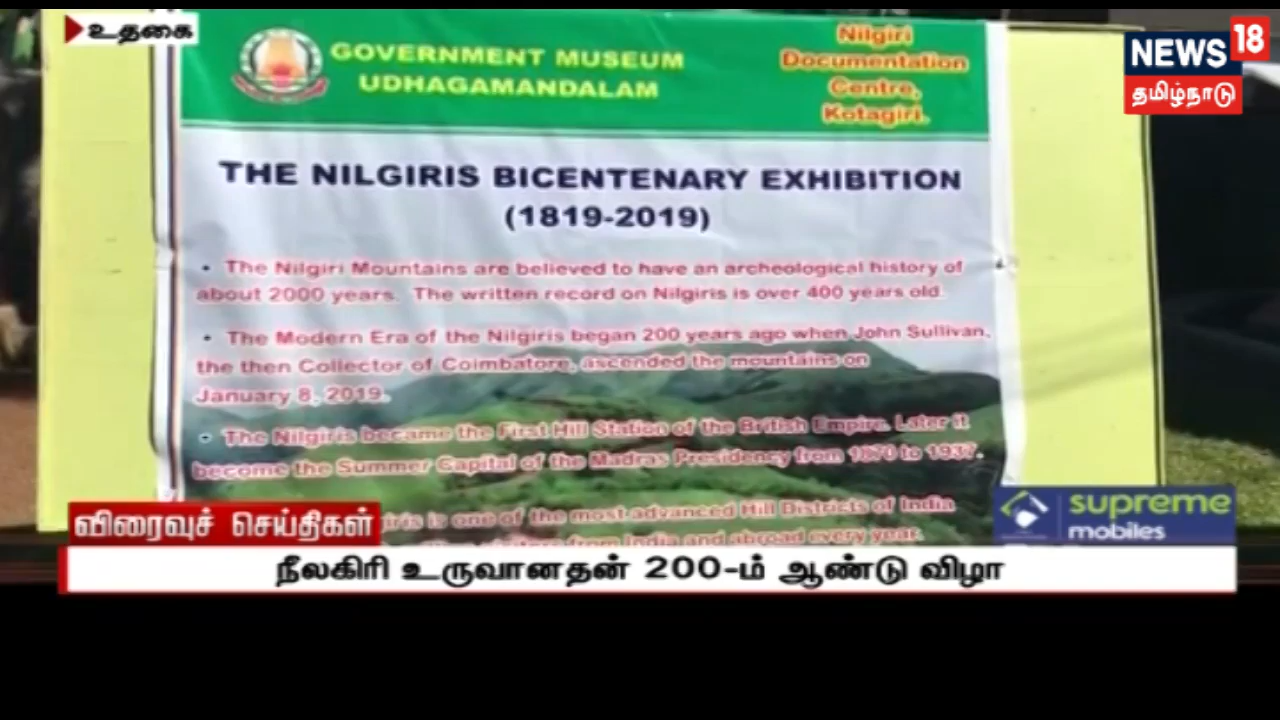 உதகை
NEWS 18
தமிழ்நாடு
GOVERNMENT MUSEUM
UDHAGAMANDALAM
Nilgiri
Documentation
Centre,
Kotagiri.
THE NILGIRIS BICENTENARY EXHIBITION
(1819-2019)
• The Nilgiri Mountains are believed to have an archeological history of
about 2000 years. The written record on Nilgiris is over 400 years old.
• The Modern Era of the Nilgiris began 200 years ago when John Sullivan,
the then Collector of Coimbatore, ascended the mountains on
January 8, 2019.
• The Nilgiris became the First Hill Station of the British Empire. Later it
become the Summer Capital of the Madras Presidency from 1870 to 1937.
is one of the most advanced Hill Districts of India
from India and abroad every year.
விரைவுச் செய்திகள்
supreme
mobiles
நீலகிரி உருவானதன் 200-ம் ஆண்டு விழா